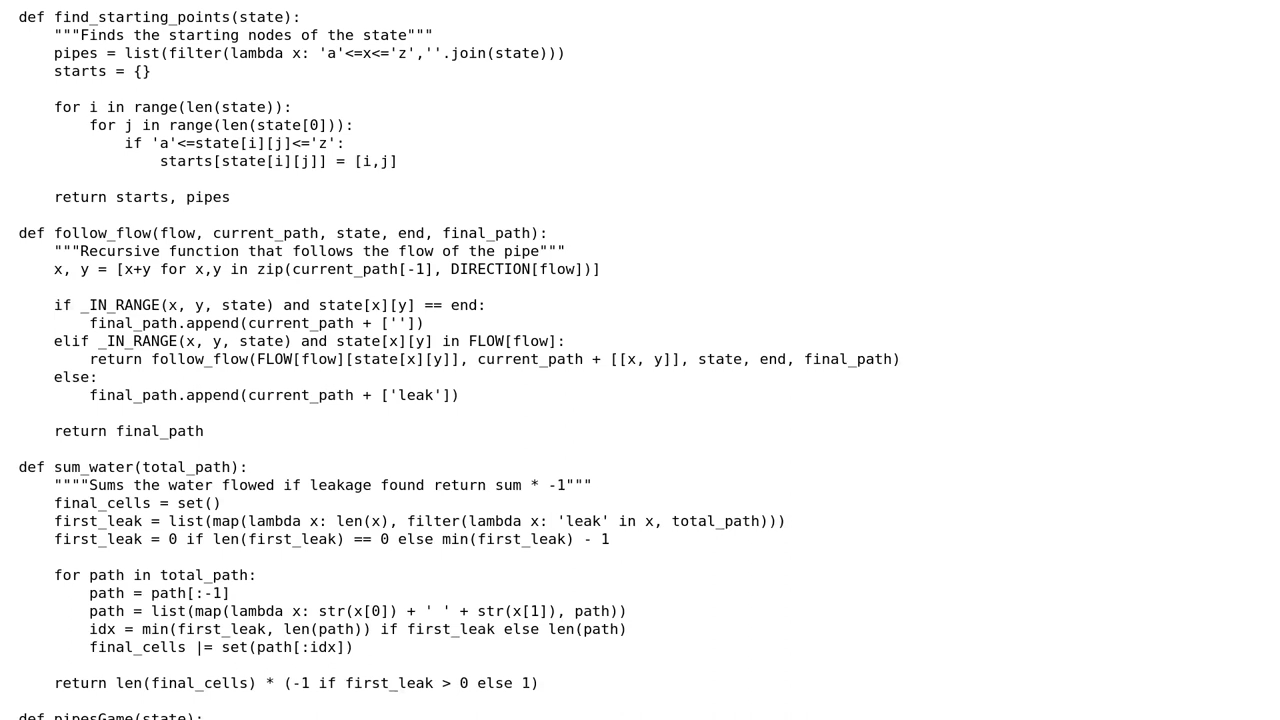 def find_starting_points(state):
    """Finds the starting nodes of the state"""
    pipes = list(filter(lambda x: 'a'<=x<='z',''.join(state)))
    starts = {}

    for i in range(len(state)):
        for j in range(len(state[0])):
            if 'a'<=state[i][j]<='z':
                starts[state[i][j]] = [i,j]

    return starts, pipes

def follow_flow(flow, current_path, state, end, final_path):
    """Recursive function that follows the flow of the pipe"""
    x, y = [x+y for x,y in zip(current_path[-1], DIRECTION[flow])]

    if _IN_RANGE(x, y, state) and state[x][y] == end:
        final_path.append(current_path + [''])
    elif _IN_RANGE(x, y, state) and state[x][y] in FLOW[flow]:
        return follow_flow(FLOW[flow][state[x][y]], current_path + [[x, y]], state, end, final_path)
    else:
        final_path.append(current_path + ['leak'])

    return final_path

def sum_water(total_path):
    """"Sums the water flowed if leakage found return sum * -1"""
    final_cells = set()
    first_leak = list(map(lambda x: len(x), filter(lambda x: 'leak' in x, total_path)))
    first_leak = 0 if len(first_leak) == 0 else min(first_leak) - 1

    for path in total_path:
        path = path[:-1]
        path = list(map(lambda x: str(x[0]) + ' ' + str(x[1]), path))
        idx = min(first_leak, len(path)) if first_leak else len(path)
        final_cells |= set(path[:idx])

    return len(final_cells) * (-1 if first_leak > 0 else 1)

def pipesGame(state):